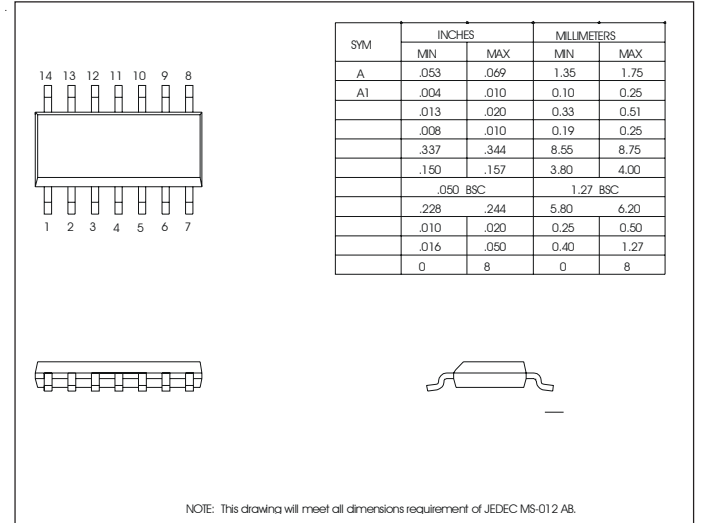 14 13 12 11 10 9 8
1 2 3 4 5 6 7
SYM INCHES MILLIMETERS
MIN MAX MIN MAX
A .053 .069 1.35 1.75
A1 .004 .010 0.10 0.25
.013 .020 0.33 0.51
.008 .010 0.19 0.25
.337 .344 8.55 8.75
.150 .157 3.80 4.00
.050 BSC 1.27 BSC
.228 .244 5.80 6.20
.010 .020 0.25 0.50
.016 .050 0.40 1.27
0 8 0 8
NOTE: This drawing will meet all dimensions requirement of JEDEC MS-012 AB.